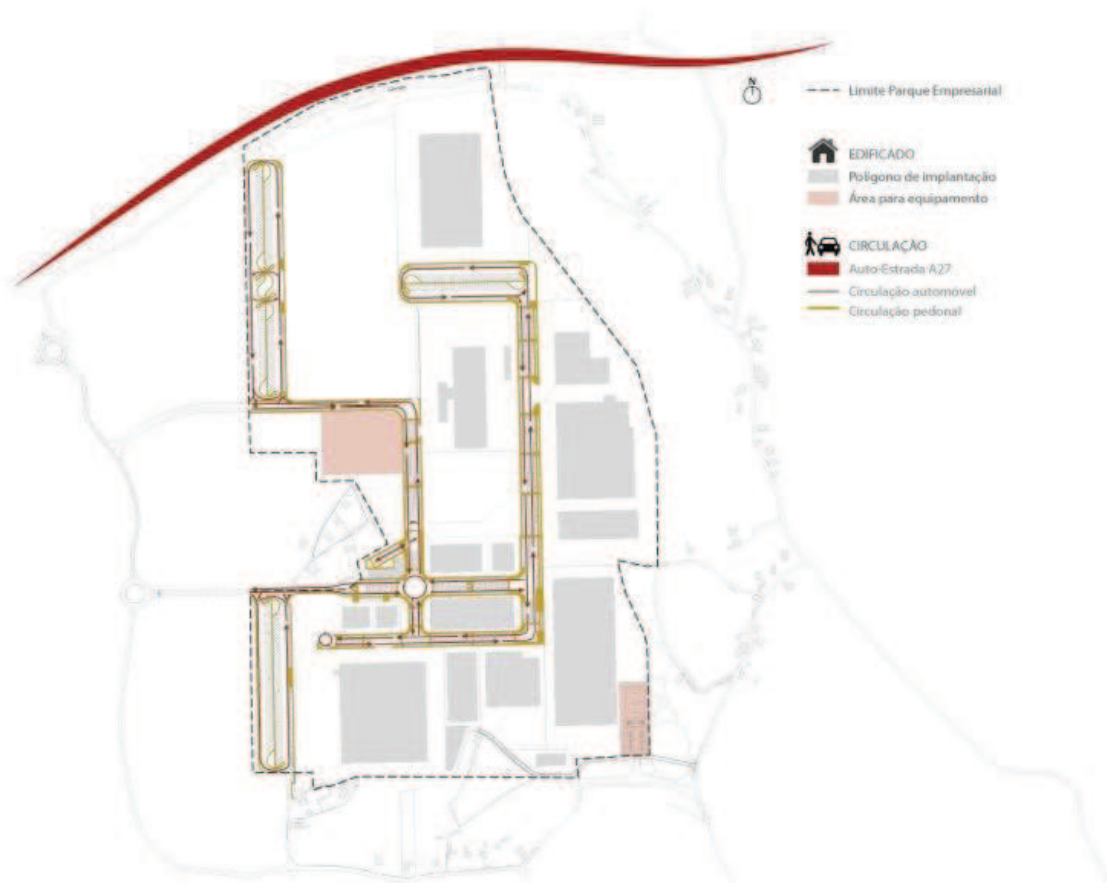 N
Limite Parque Empresarial
EDIFICADO
Polígono de implantação
Área para equipamento
CIRCULAÇÃO
Auto-Estrada A27
Circulação automóvel
Circulação pedonal